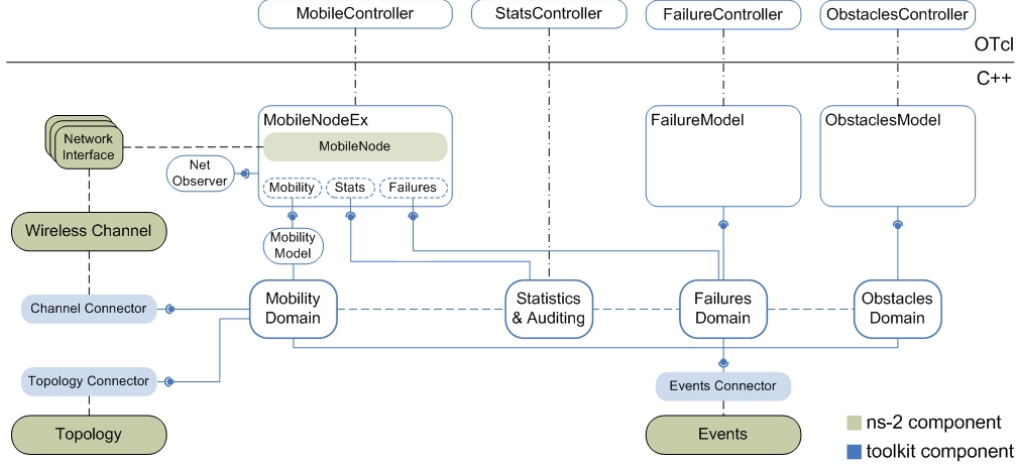 MobileController
StatsController
FailureController
ObstaclesController
OTcl
C++
MobileNodeEx
FailureModel
ObstaclesModel
Network
Interface
MobileNode
Net
Observer
Mobility
Stats
Failures
Wireless Channel
Mobility
Model
Channel Connector
Mobility
Domain
Statistics
& Auditing
Failures
Domain
Obstacles
Domain
Topology Connector
Events Connector
Topology
Events
ns-2 component
toolkit component